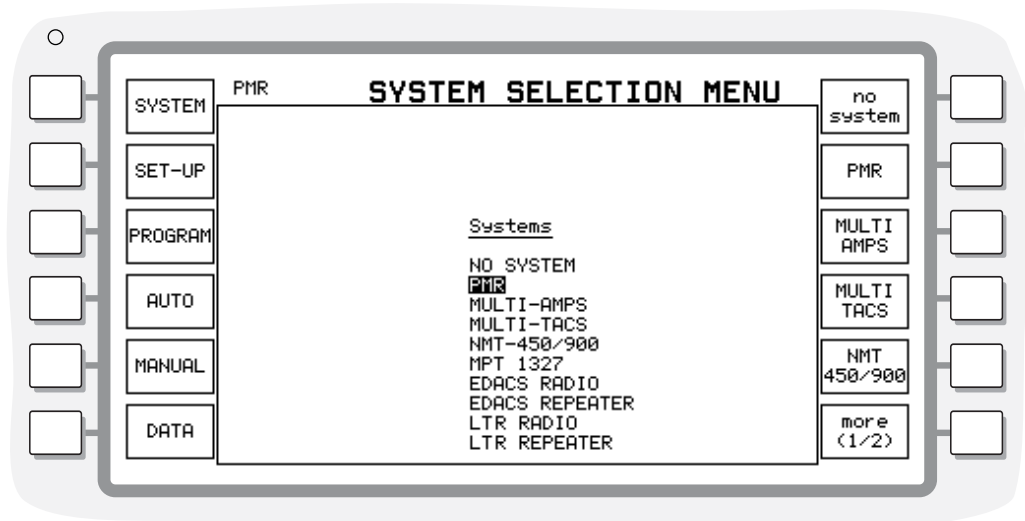 PMR
SYSTEM SELECTION MENU
SYSTEM
SET-UP
PROGRAM
AUTO
MANUAL
DATA
Systems
NO SYSTEM
PMR
MULTI-AMPS
MULTI-TACS
NMT-450/900
MPT 1327
EDACS RADIO
EDACS REPEATER
LTR RADIO
LTR REPEATER
no
system
PMR
MULTI
AMPS
MULTI
TACS
NMT
450/900
more
(1/2)